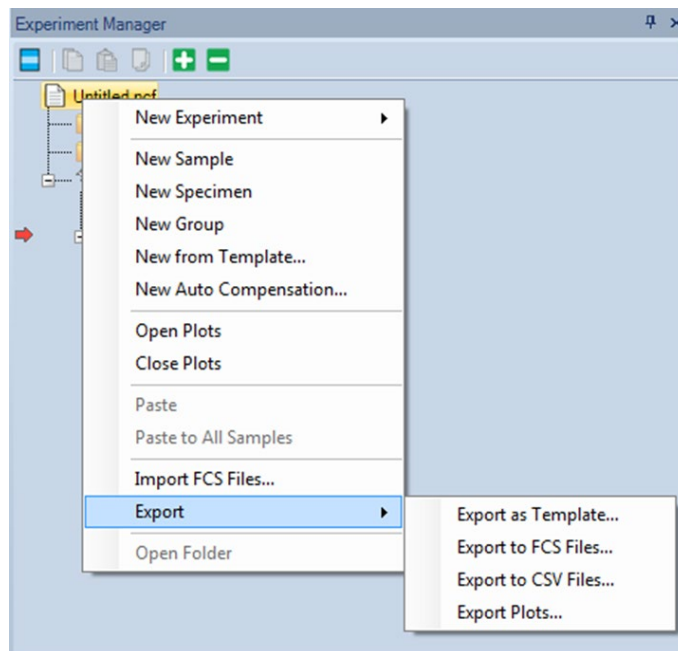 Experiment Manager
Untitled.ncf
New Experiment
New Sample
New Specimen
New Group
New from Template...
New Auto Compensation...
Open Plots
Close Plots
Paste
Paste to All Samples
Import FCS Files...
Export
Open Folder
Export as Template...
Export to FCS Files...
Export to CSV Files...
Export Plots...